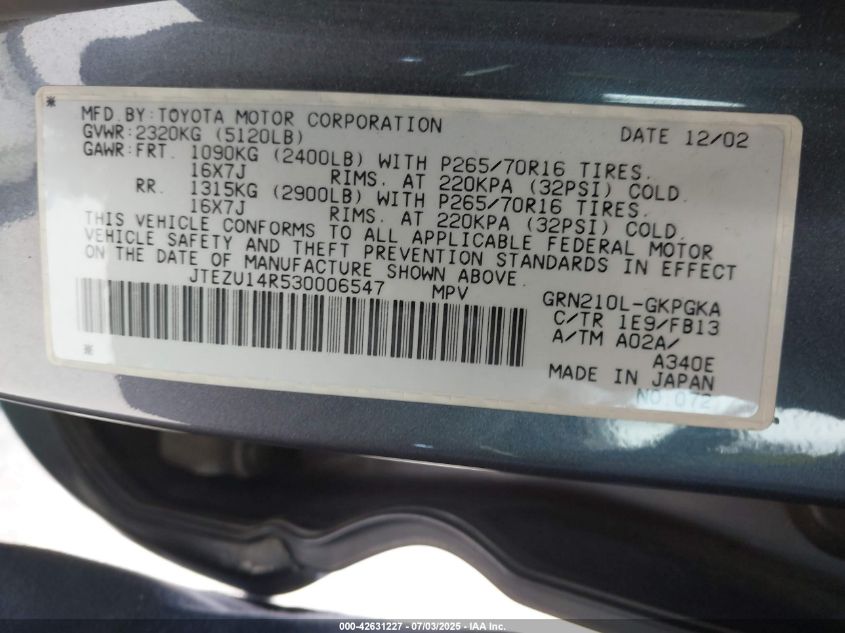 MFD.BY:TOYOTA MOTOR CORPORATION DATE 12/02
GVWR:2320KG (5120LB)
GAWR:FRT. 1090KG (2400LB) WITH P265/70R16 TIRES.
16X7J RIMS. AT 220KPA (32PSI) COLD.
RR. 1315KG (2900LB) WITH P265/70R16 TIRES.
16X7J RIMS. AT 220KPA (32PSI) COLD.
THIS VEHICLE CONFORMS TO ALL APPLICABLE FEDERAL MOTOR
VEHICLE SAFETY AND THEFT PREVENTION STANDARDS IN EFFECT
ON THE DATE OF MANUFACTURE SHOWN ABOVE.
JTEZU14R530006547 MPV GRN210L-GKPGKA
C/TR 1E9/FB13
A/TM A02A/
A340E
MADE IN JAPAN
NO.072
000-42631227 - 07/03/2025 - IAA Inc.